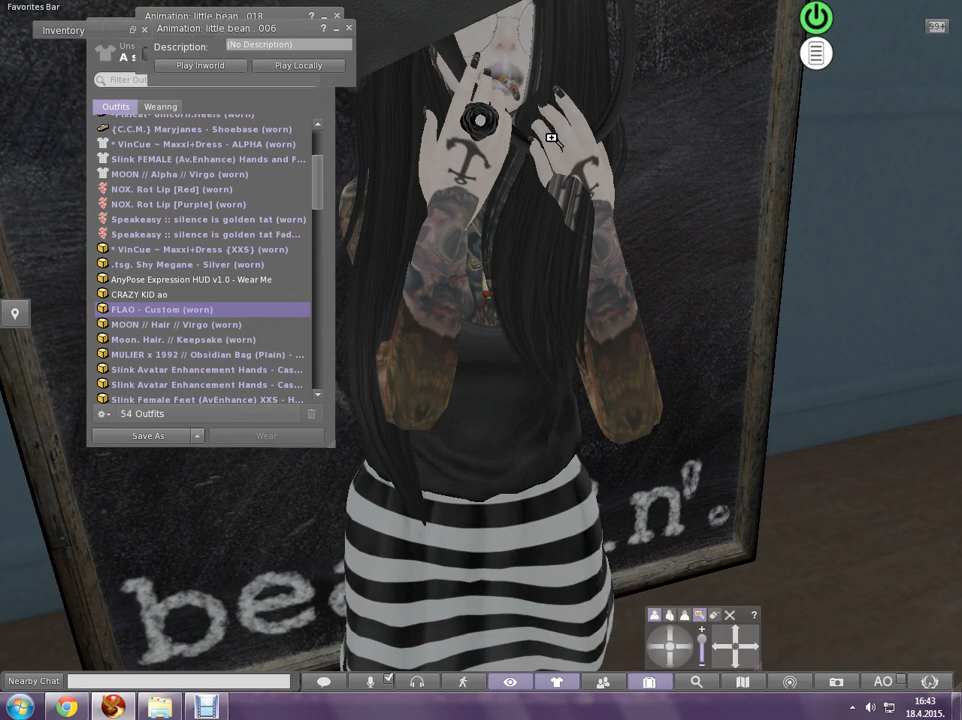 Favorites Bar
Animation: little bean . 018
Animation: little bean . 006
Inventory
Description:
(No Description)
Play Inworld
Play Locally
Filter Out
Outfits
Wearing
{C.C.M.} Maryjanes - Shoebase (worn)
* VinCue ~ Maxxi+Dress - ALPHA (worn)
Slink FEMALE (Av.Enhance) Hands and F...
MOON // Alpha // Virgo (worn)
NOX. Rot Lip [Red] (worn)
NOX. Rot Lip [Purple] (worn)
Speakeasy :: silence is golden tat (worn)
Speakeasy :: silence is golden tat Fad...
* VinCue ~ Maxxi+Dress {XXS} (worn)
.tsg. Shy Megane - Silver (worn)
AnyPose Expression HUD v1.0 - Wear Me
CRAZY KID ao
FLAO - Custom (worn)
MOON // Hair // Virgo (worn)
Moon. Hair. // Keepsake (worn)
MULIER x 1992 // Obsidian Bag (Plain) - ...
Slink Avatar Enhancement Hands - Cas...
Slink Avatar Enhancement Hands - Cas...
Slink Female Feet (AvEnhance) XXS - H...
54 Outfits
Save As
Wear
994
Nearby Chat
AO
16:43
18.4.2015.